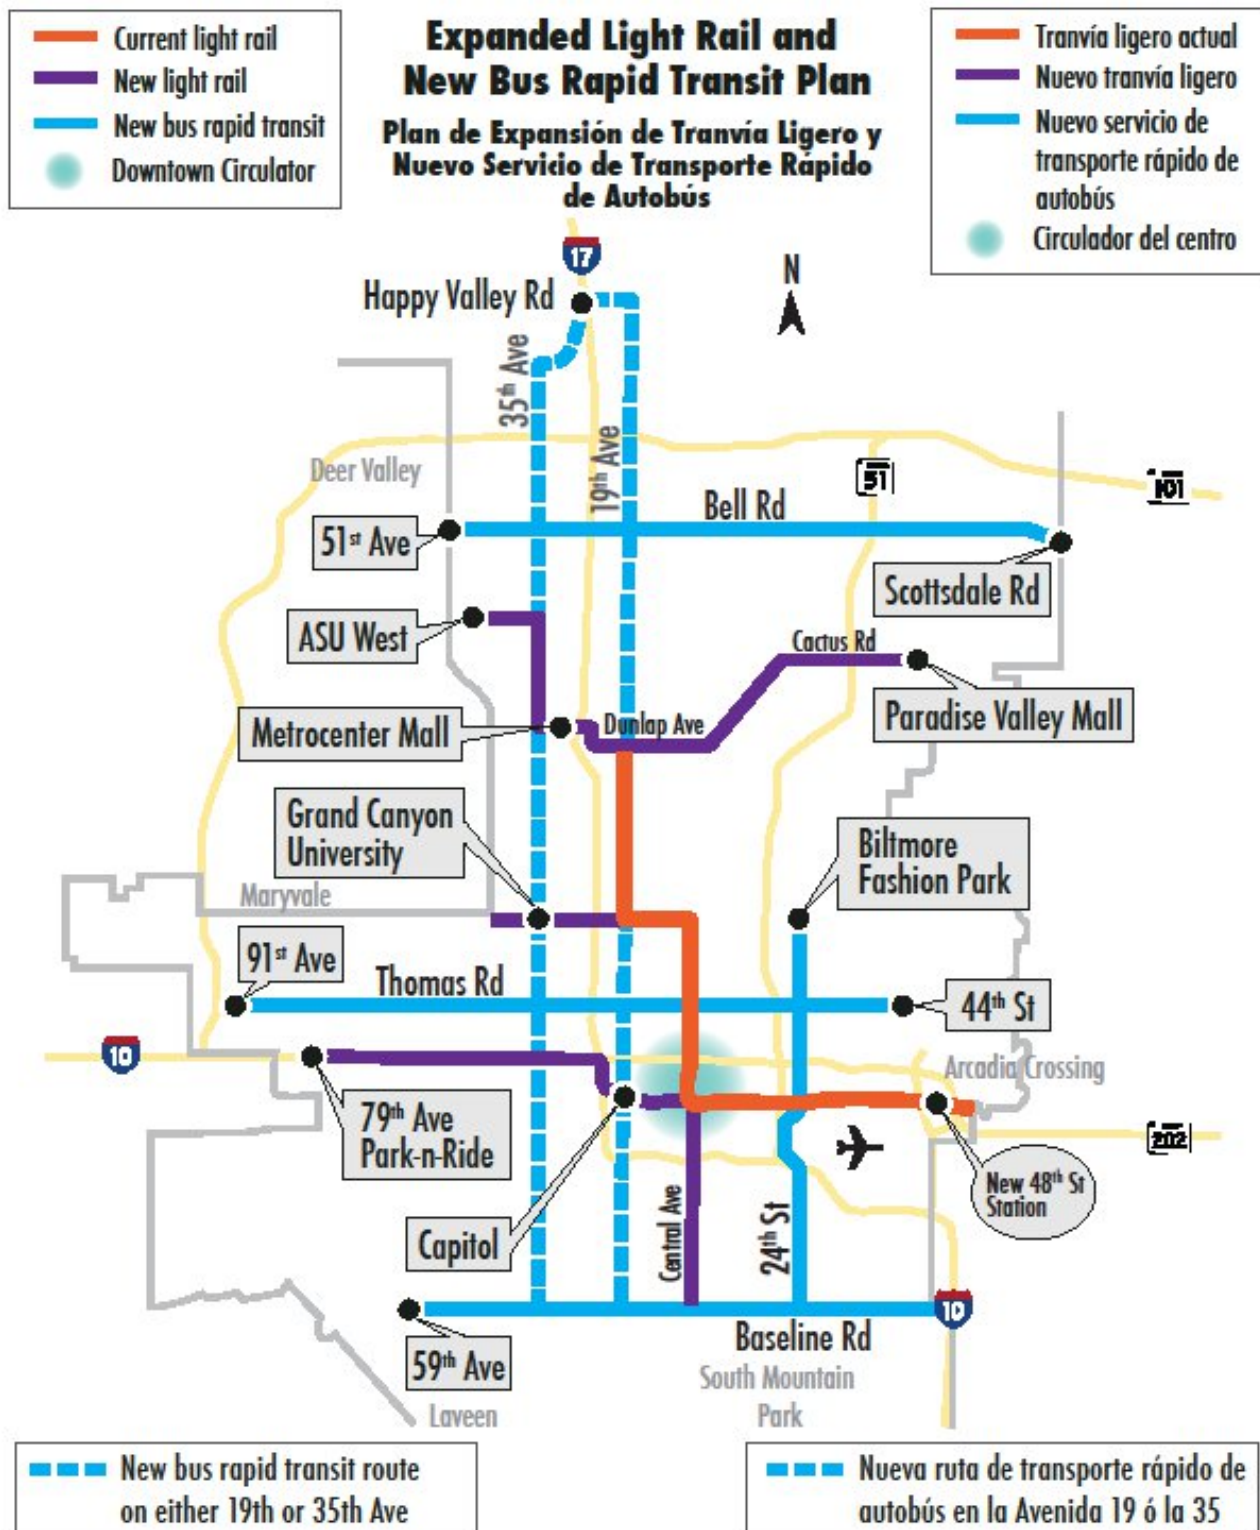 Current light rail
New light rail
New bus rapid transit
Downtown Circulator
Expanded Light Rail and
New Bus Rapid Transit Plan
Plan de Expansión de Tranvía Ligero y
Nuevo Servicio de Transporte Rápido
de Autobús
Tranvía ligero actual
Nuevo tranvía ligero
Nuevo servicio de
transporte rápido de
autobús
Circulador del centro
17
N
Happy Valley Rd
35th Ave
19th Ave
Deer Valley
51
101
Bell Rd
51st Ave
Scottsdale Rd
ASU West
Cactus Rd
Metrocenter Mall
Dunlap Ave
Paradise Valley Mall
Grand Canyon
University
Biltmore
Fashion Park
Maryvale
91st Ave
Thomas Rd
44th St
10
Arcadia Crossing
79th Ave
Park-n-Ride
202
New 48th St
Station
Capitol
Central Ave
24th St
10
59th Ave
Baseline Rd
South Mountain
Park
Laveen
New bus rapid transit route
on either 19th or 35th Ave
Nueva ruta de transporte rápido de
autobús en la Avenida 19 ó la 35